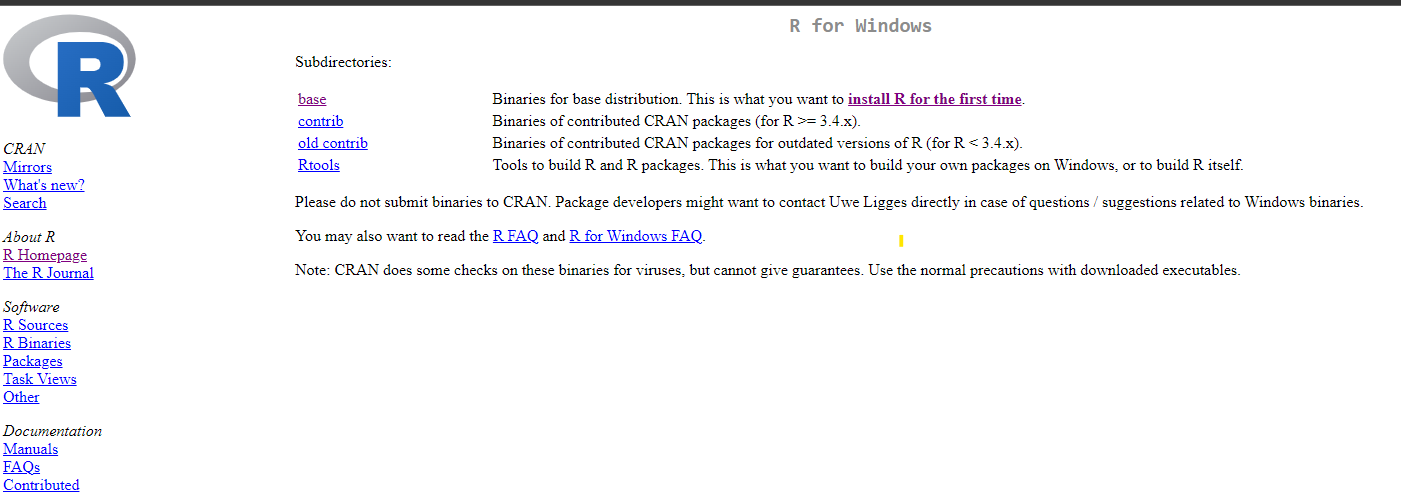 R
R for Windows
Subdirectories:
base Binaries for base distribution. This is what you want to install R for the first time.
contrib Binaries of contributed CRAN packages (for R >= 3.4.x).
old contrib Binaries of contributed CRAN packages for outdated versions of R (for R < 3.4.x).
Rtools Tools to build R and R packages. This is what you want to build your own packages on Windows, or to build R itself.
Please do not submit binaries to CRAN. Package developers might want to contact Uwe Ligges directly in case of questions / suggestions related to Windows binaries.
You may also want to read the R FAQ and R for Windows FAQ.
Note: CRAN does some checks on these binaries for viruses, but cannot give guarantees. Use the normal precautions with downloaded executables.
CRAN
Mirrors
What's new?
Search
About R
R Homepage
The R Journal
Software
R Sources
R Binaries
Packages
Task Views
Other
Documentation
Manuals
FAQs
Contributed